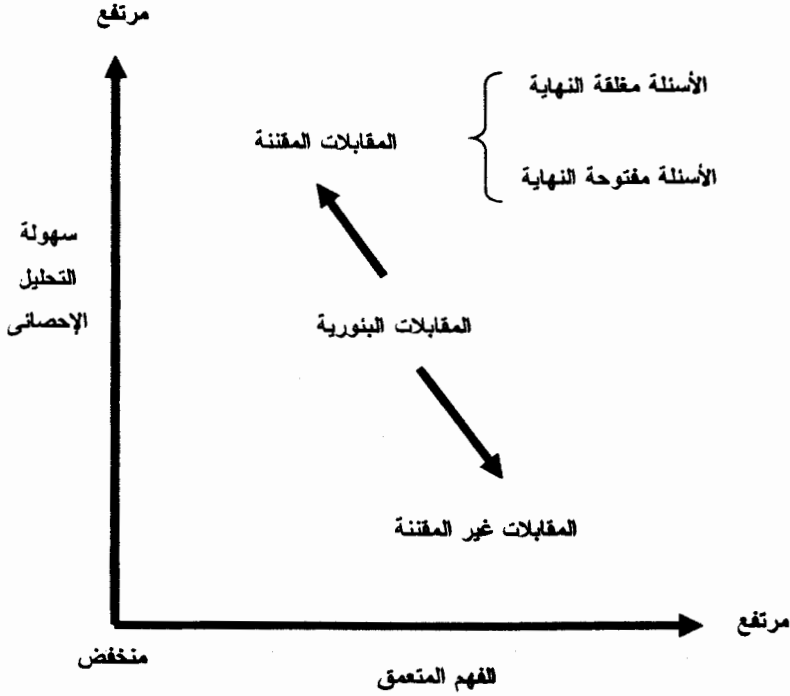 مرتفع
الأسئلة مغلقة النهاية
المقابلات المقننة
الأسئلة مفتوحة النهاية
سهولة
التحليل
الإحصائى
المقابلات البئورية
المقابلات غير المقننة
مرتفع
منخفض
الفهم المتعمق